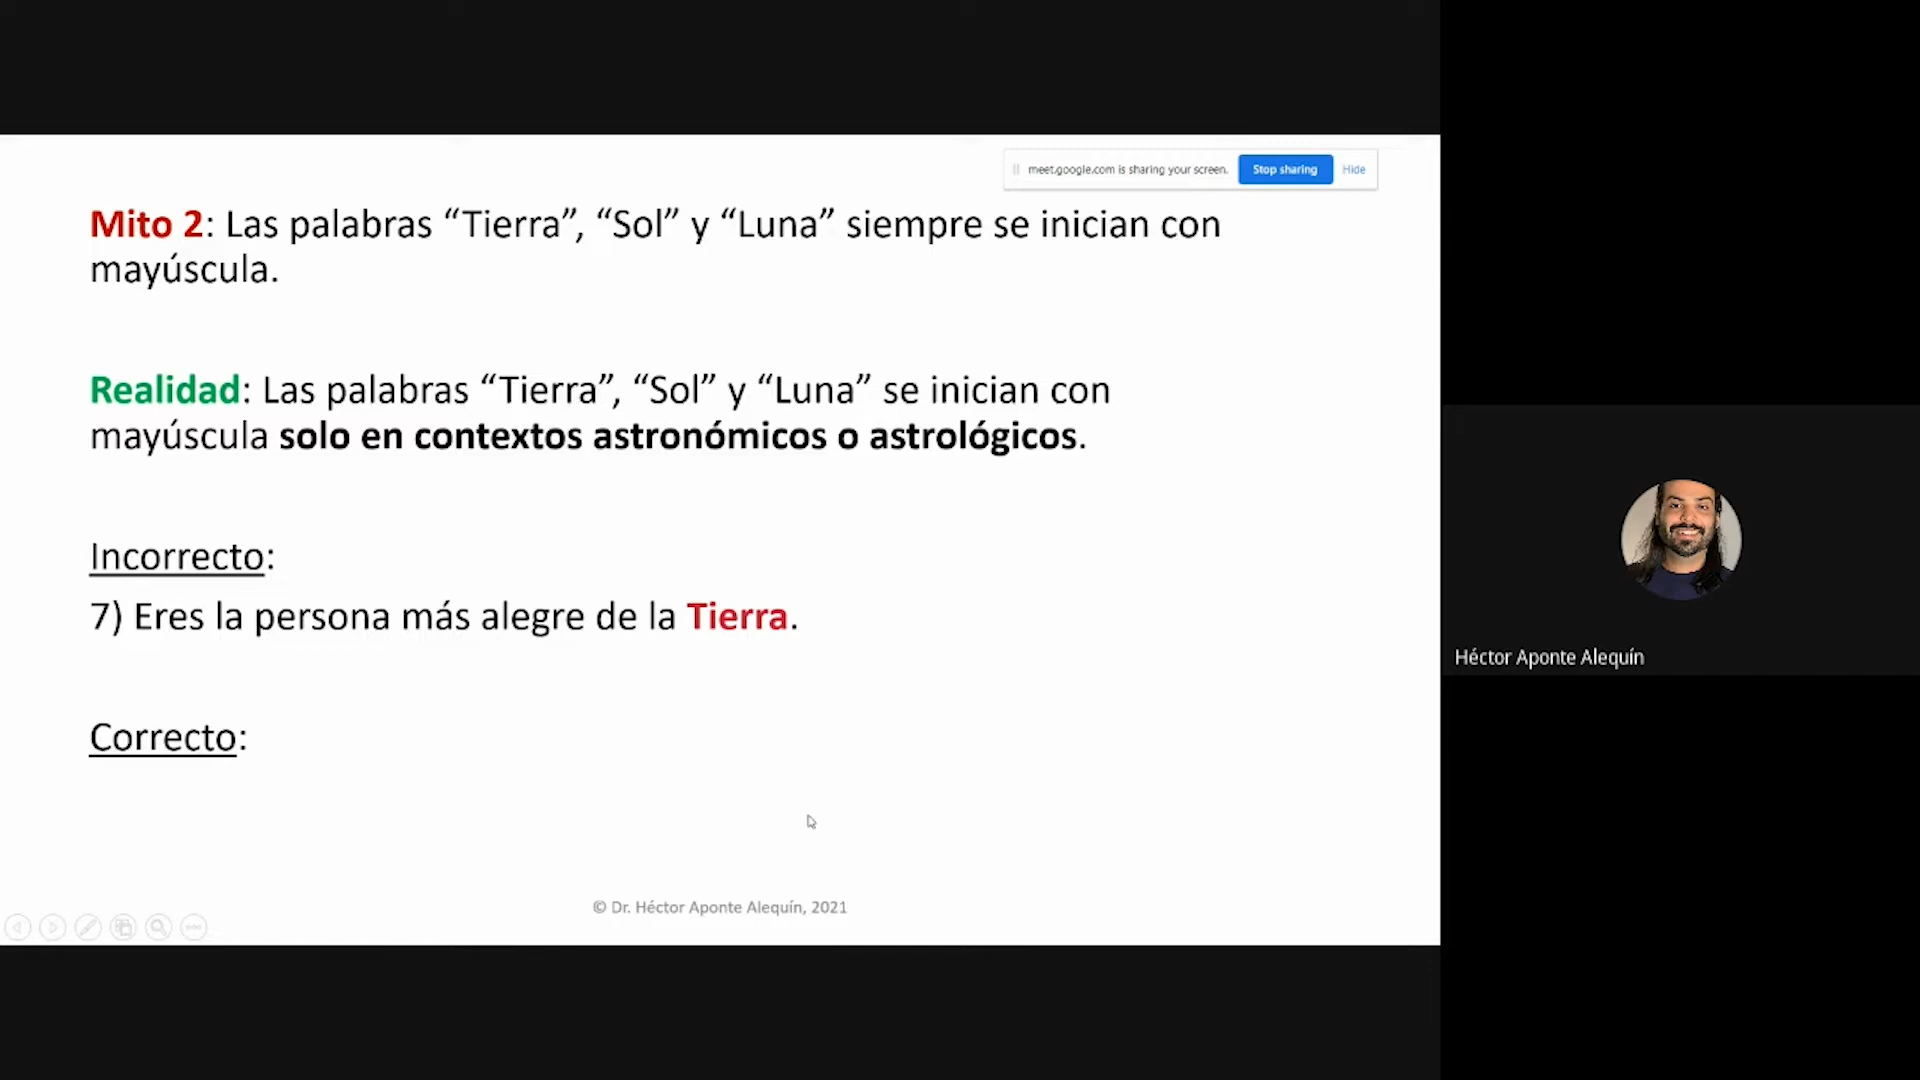 meet.google.com is sharing your screen. Stop sharing Hide
Mito 2: Las palabras “Tierra”, “Sol” y “Luna” siempre se inician con
mayúscula.
Realidad: Las palabras “Tierra”, “Sol” y “Luna” se inician con
mayúscula solo en contextos astronómicos o astrológicos.
Incorrecto:
7) Eres la persona más alegre de la Tierra.
Héctor Aponte Alequín
Correcto:
© Dr. Héctor Aponte Alequín, 2021